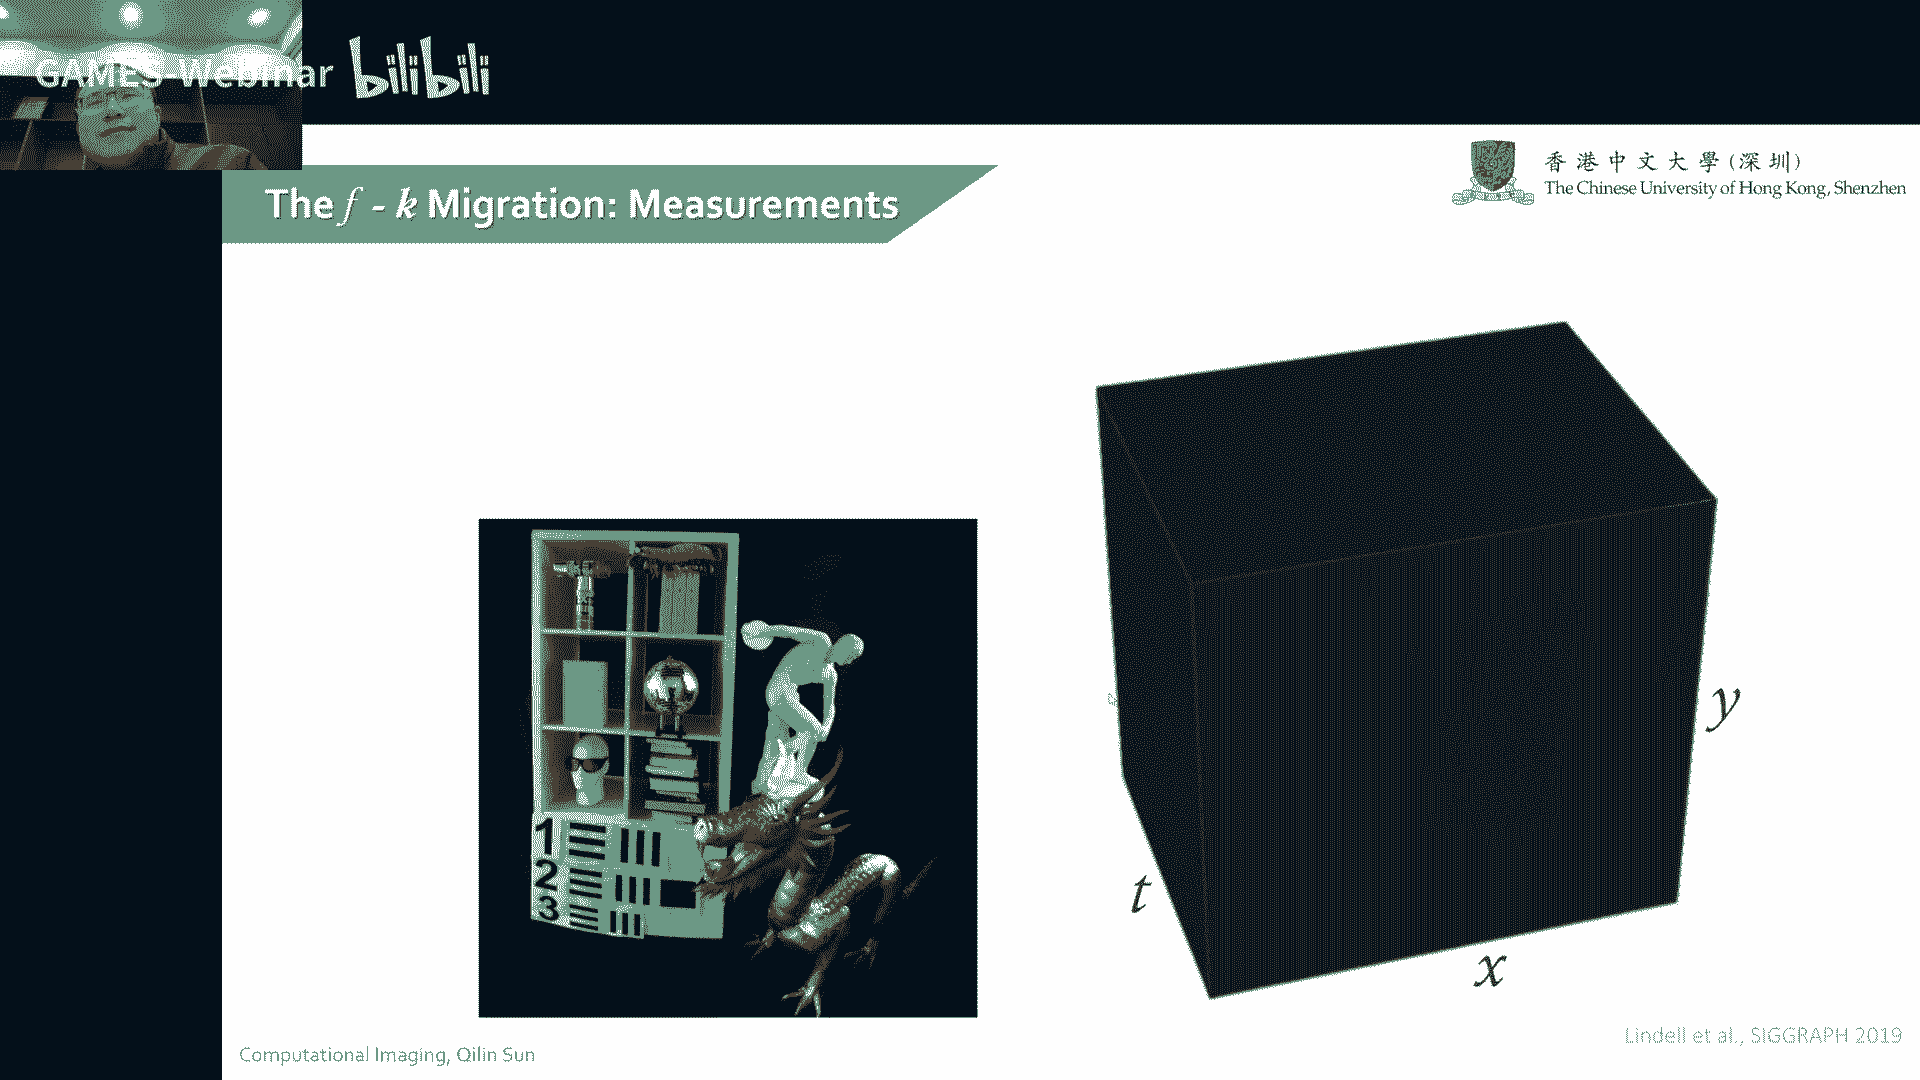 GAMES-Webinar bilibili
The f - k Migration: Measurements
香港中文大學(深圳)
The Chinese University of Hong Kong, Shenzhen
1
2
3
t
x
y
Lindell et al., SIGGRAPH 2019
Computational Imaging, Qilin Sun